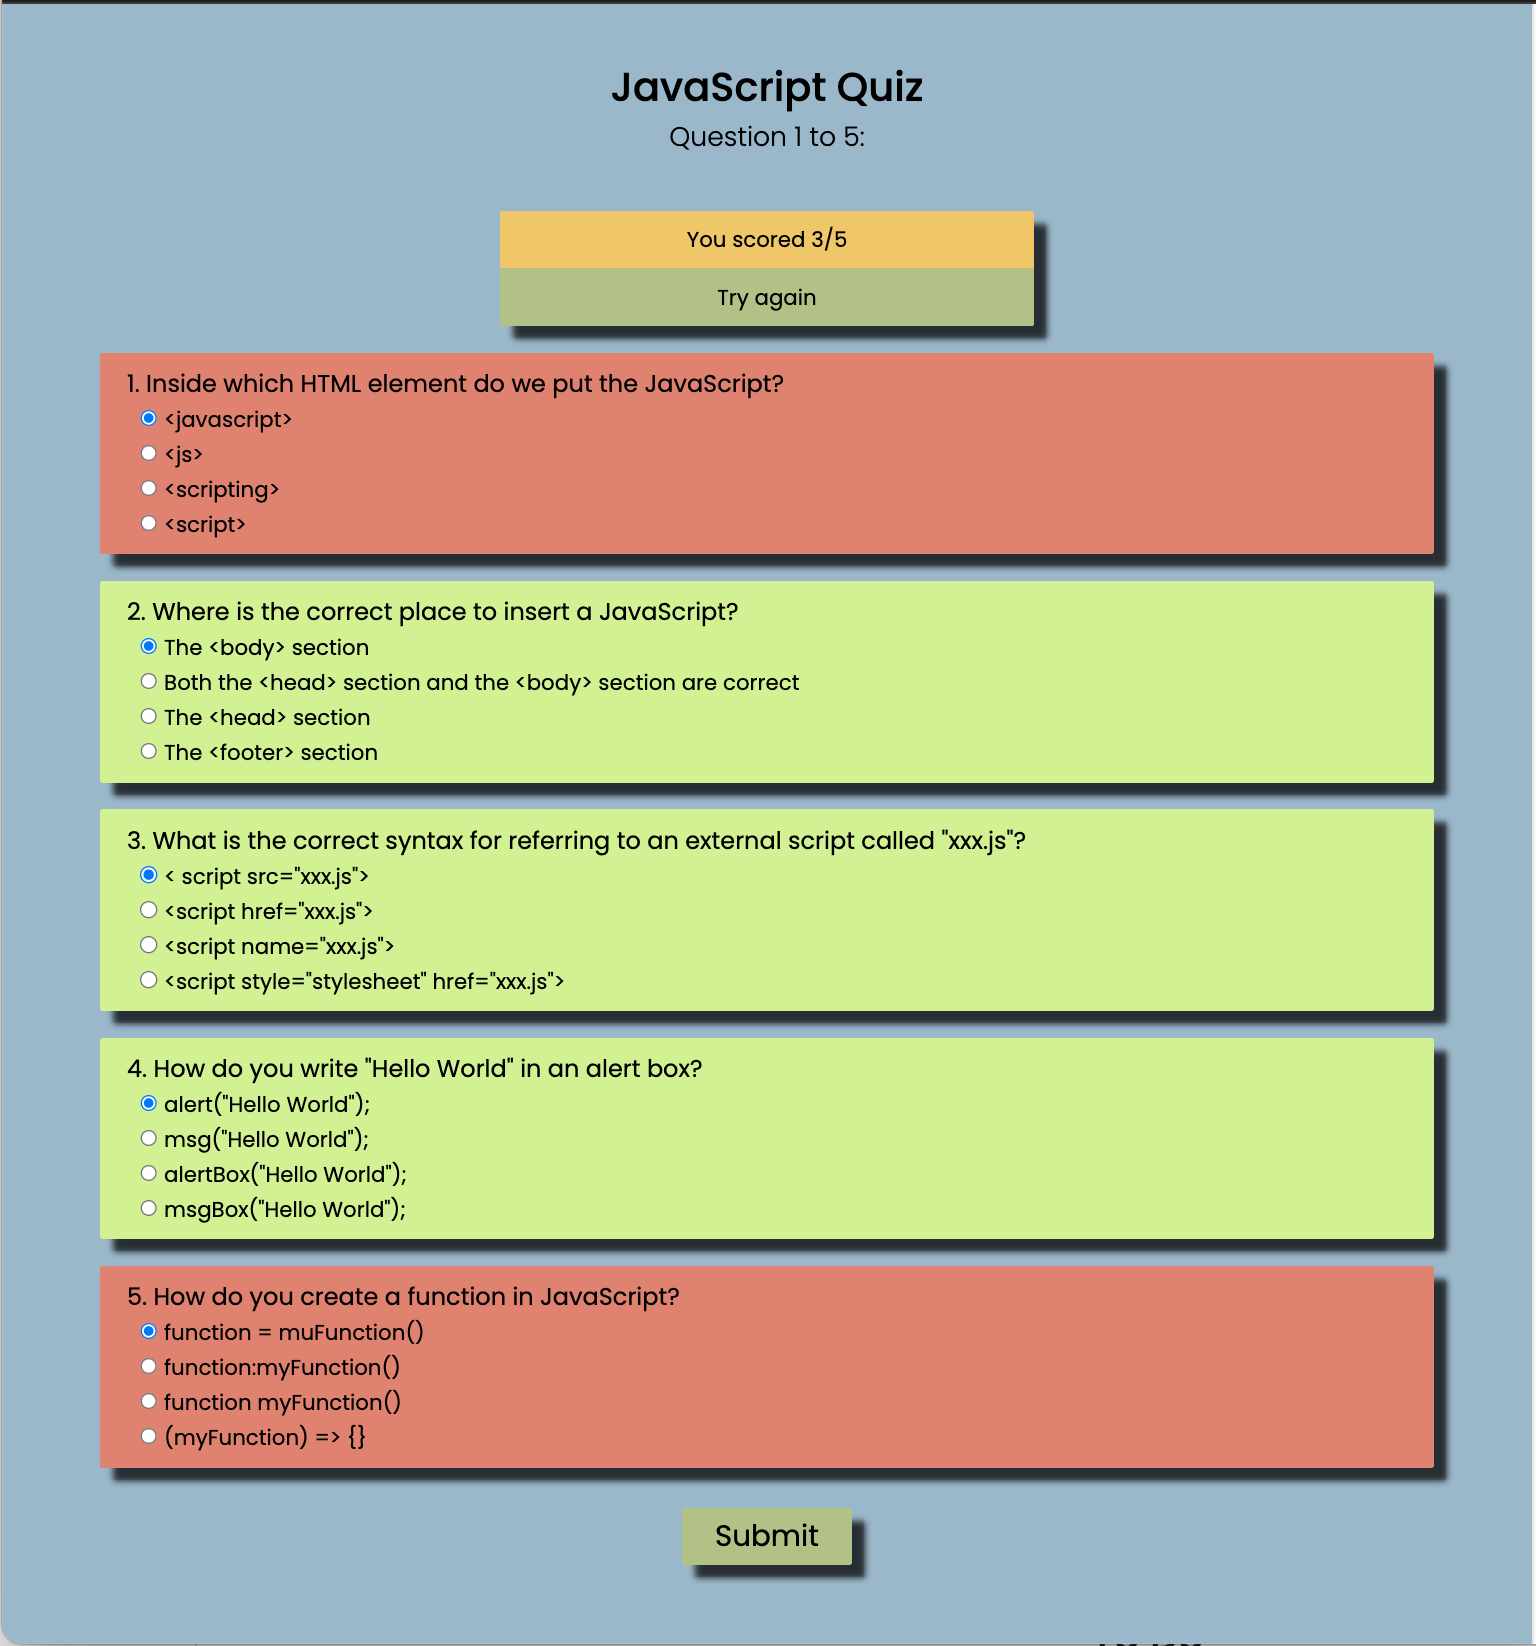 JavaScript Quiz
Question 1 to 5:
You scored 3/5
Try again
1. Inside which HTML element do we put the JavaScript?
<javascript>
<js>
<scripting>
<script>
2. Where is the correct place to insert a JavaScript?
The <body> section
Both the <head> section and the <body> section are correct
The <head> section
The <footer> section
3. What is the correct syntax for referring to an external script called "xxx.js"?
< script src="xxx.js">
<script href="xxx.js">
<script name="xxx.js">
<script style="stylesheet" href="xxx.js">
4. How do you write "Hello World" in an alert box?
alert("Hello World");
msg("Hello World");
alertBox("Hello World");
msgBox("Hello World");
5. How do you create a function in JavaScript?
function = muFunction()
function:myFunction()
function myFunction()
(myFunction) => {}
Submit